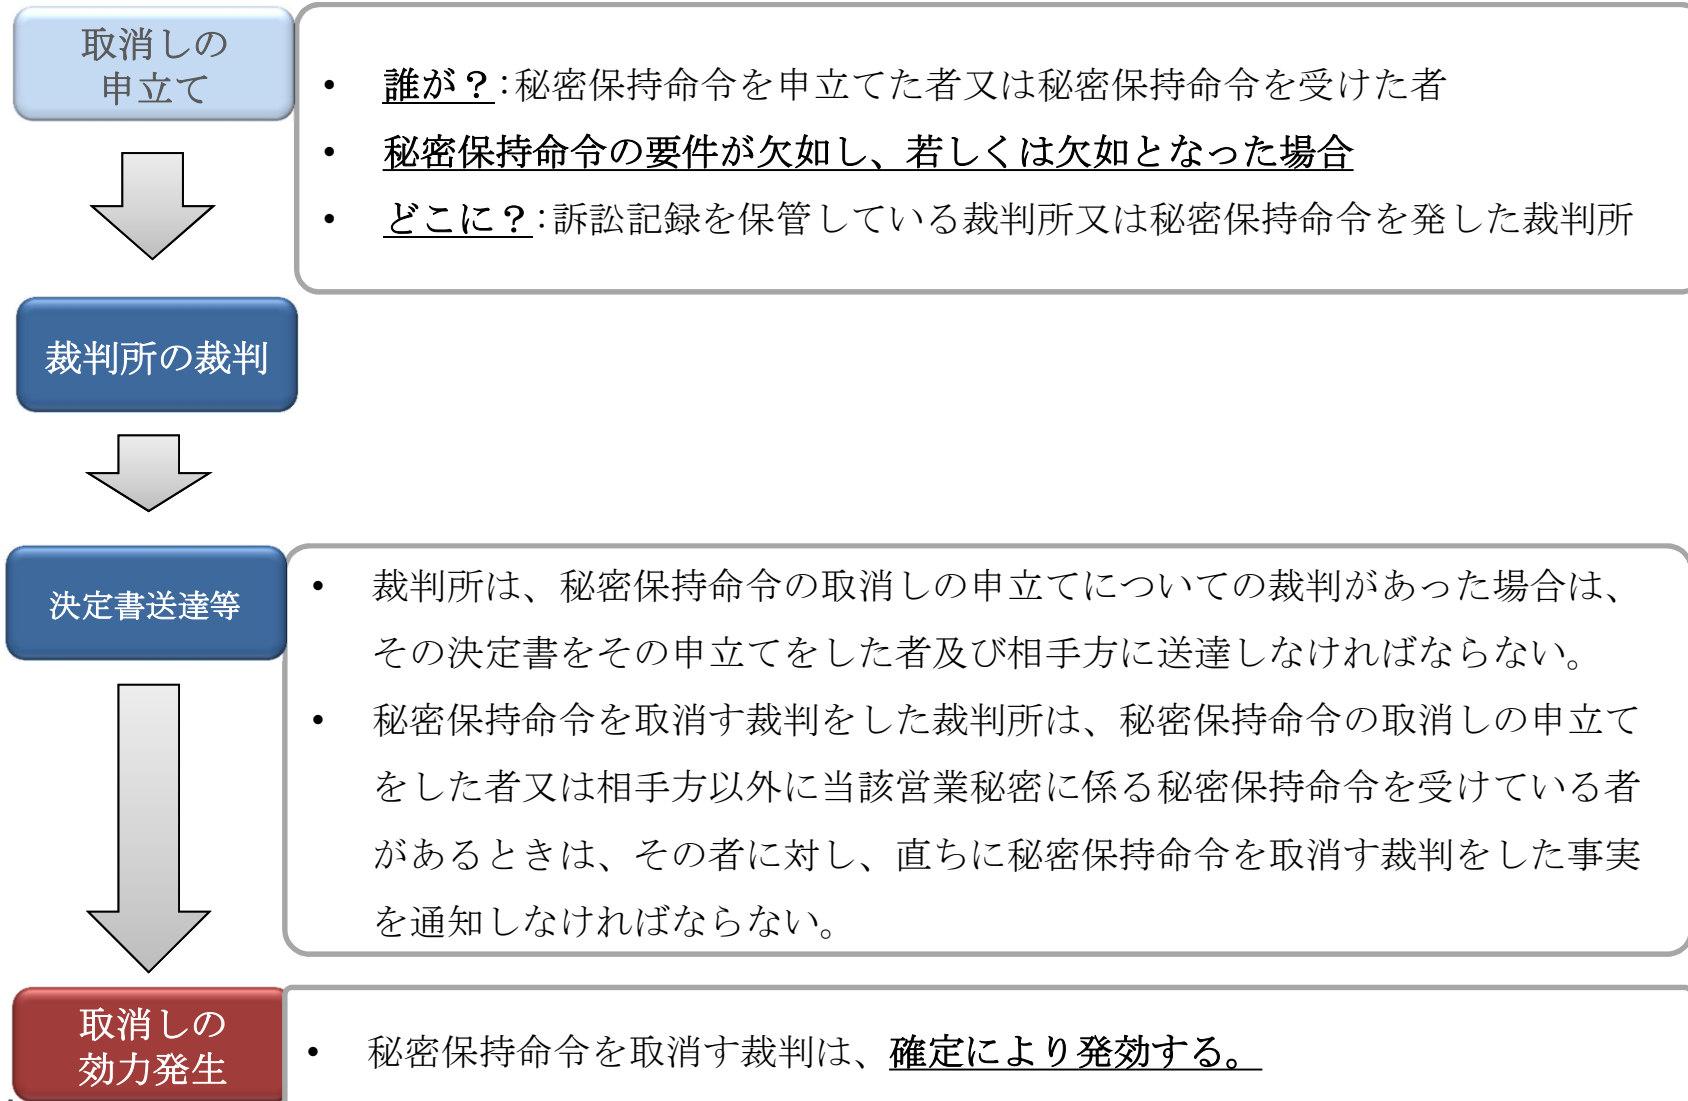 取消しの
申立て
• 誰が？:秘密保持命令を申立てた者又は秘密保持命令を受けた者
• 秘密保持命令の要件が欠如し、若しくは欠如となった場合
• どこに？:訴訟記録を保管している裁判所又は秘密保持命令を発した裁判所
裁判所の裁判
決定書送達等
• 裁判所は、秘密保持命令の取消しの申立てについての裁判があった場合は、
その決定書をその申立てをした者及び相手方に送達しなければならない。
• 秘密保持命令を取消す裁判をした裁判所は、秘密保持命令の取消しの申立て
をした者又は相手方以外に当該営業秘密に係る秘密保持命令を受けている者
があるときは、その者に対し、直ちに秘密保持命令を取消す裁判をした事実
を通知しなければならない。
取消しの
効力発生
• 秘密保持命令を取消す裁判は、確定により発効する。